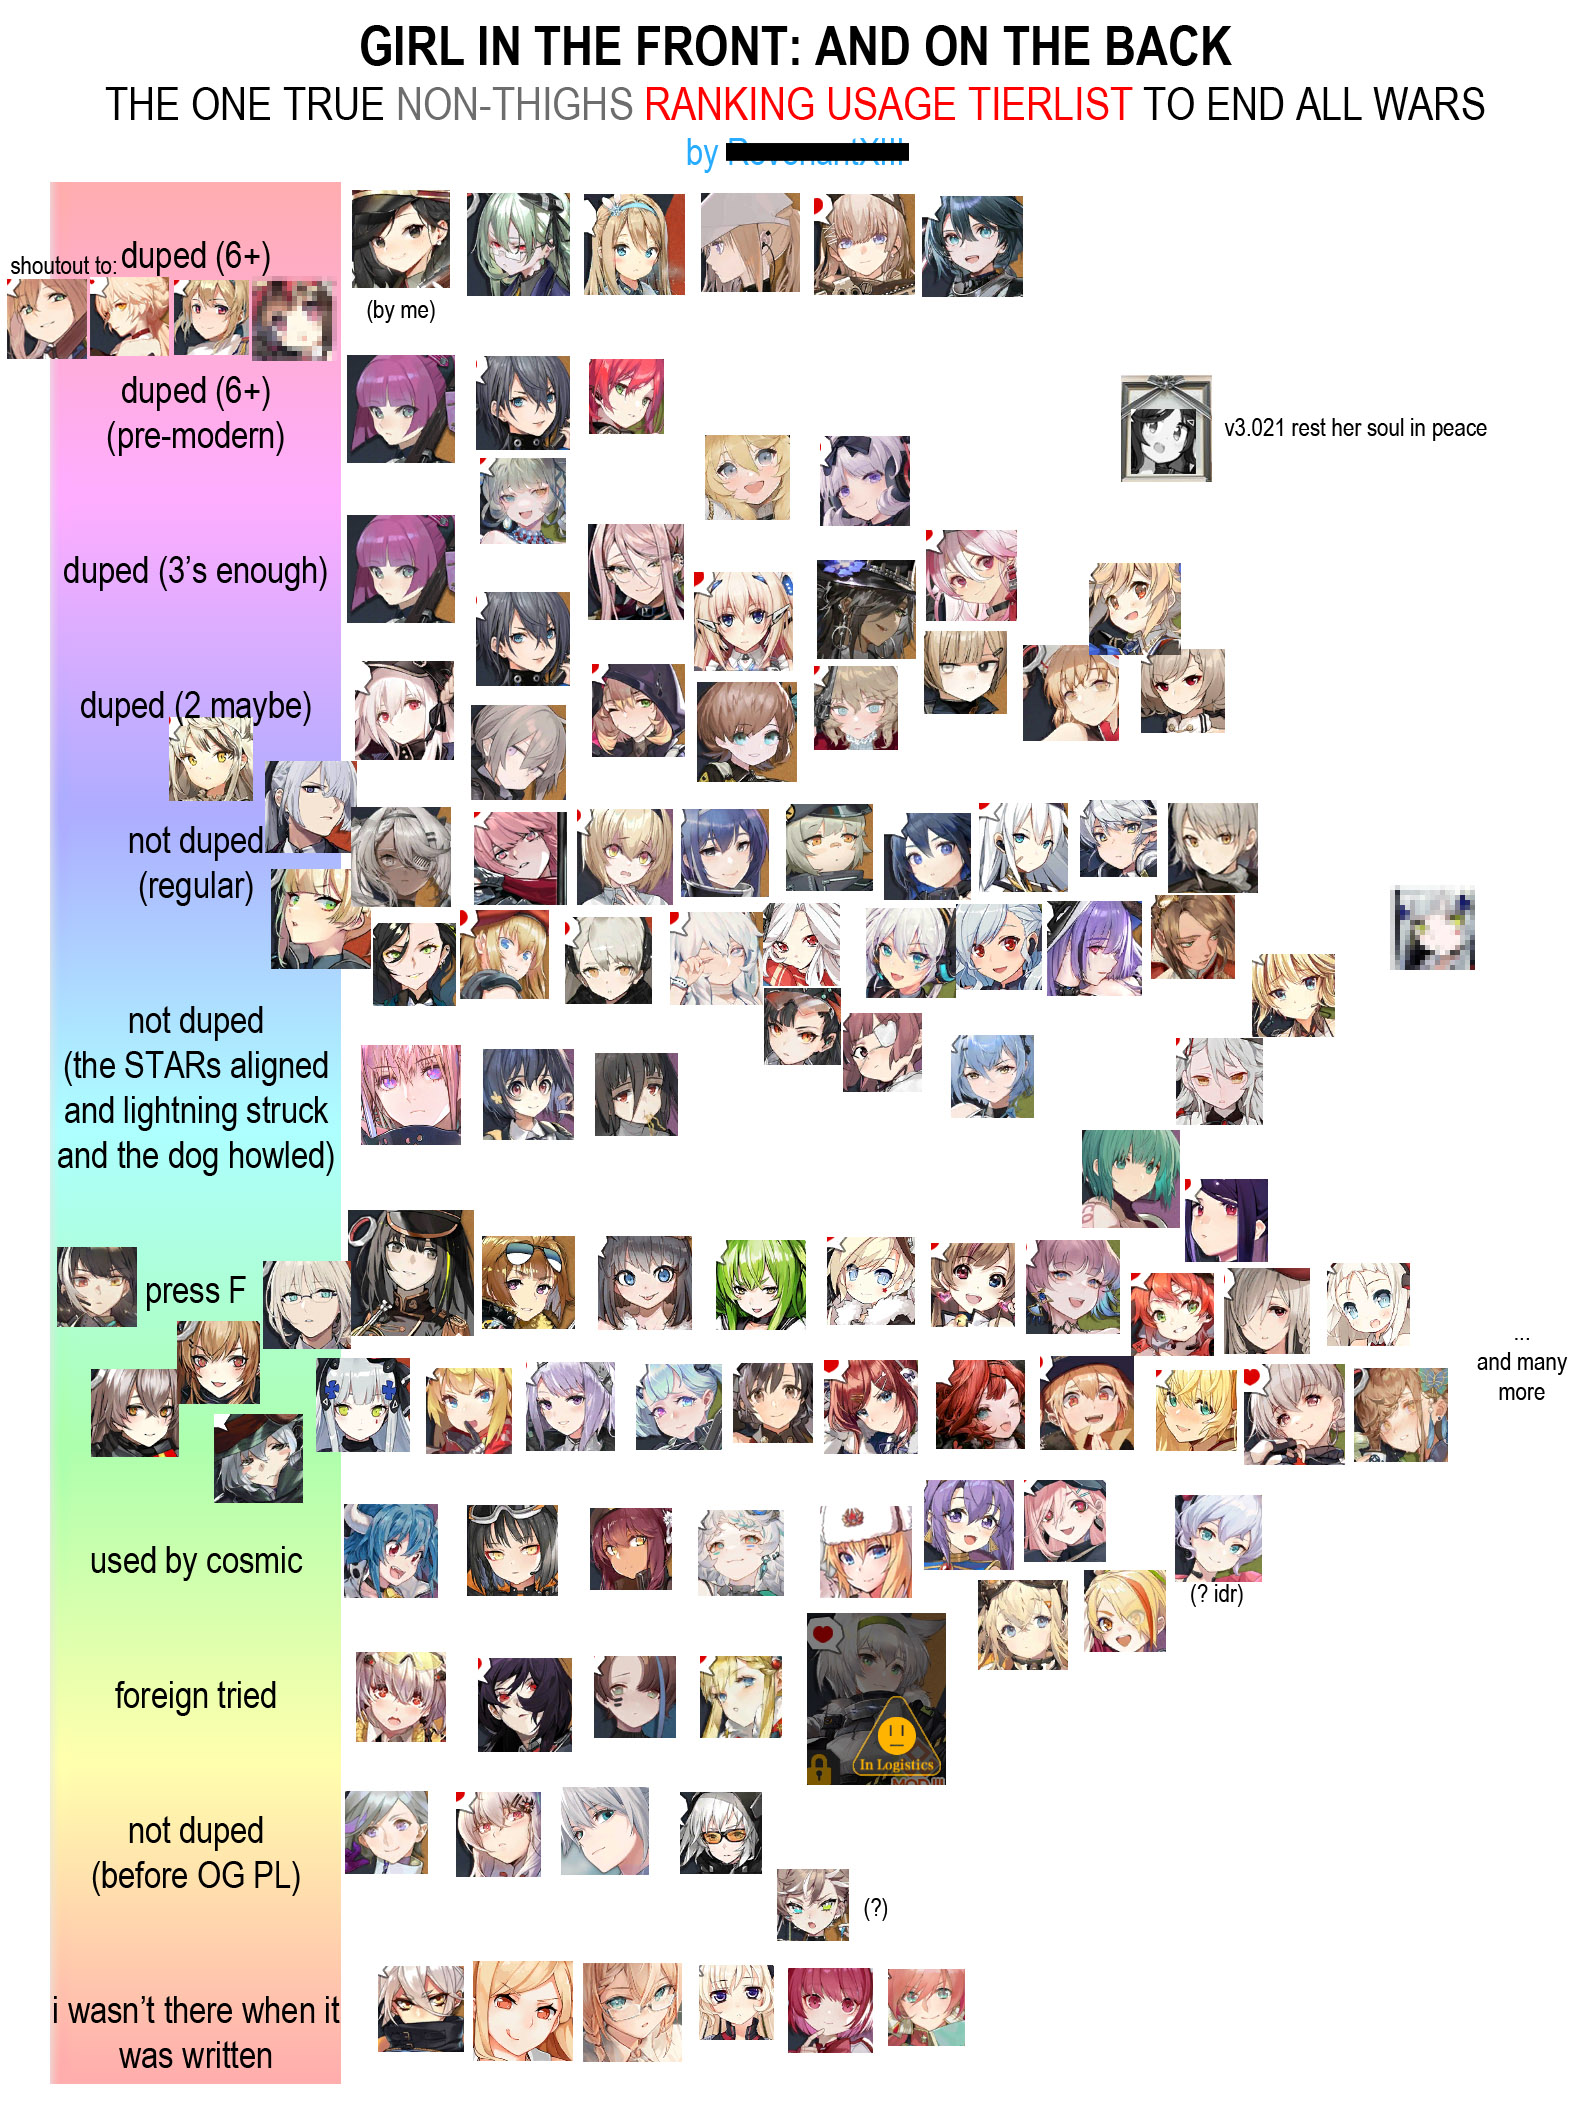 GIRL IN THE FRONT: AND ON THE BACK
THE ONE TRUE NON-THIGHS RANKING USAGE TIERLIST TO END ALL WARS
by
duped (6+)
shoutout to:
(by me)
duped (6+)
(pre-modern)
v3.021 rest her soul in peace
duped (3's enough)
duped (2 maybe)
not duped
(regular)
not duped
(the STARs aligned
and lightning struck
and the dog howled)
press F
...
and many
more
used by cosmic
(? idr)
foreign tried
In Logistics
MOD III
not duped
(before OG PL)
(?)
i wasn't there when it
was written